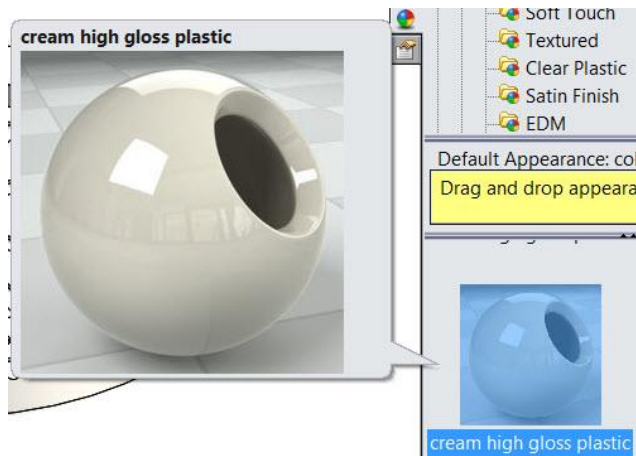 cream high gloss plastic
Soft Touch
Textured
Clear Plastic
Satin Finish
EDM
Default Appearance: col
Drag and drop appeara
cream high gloss plastic